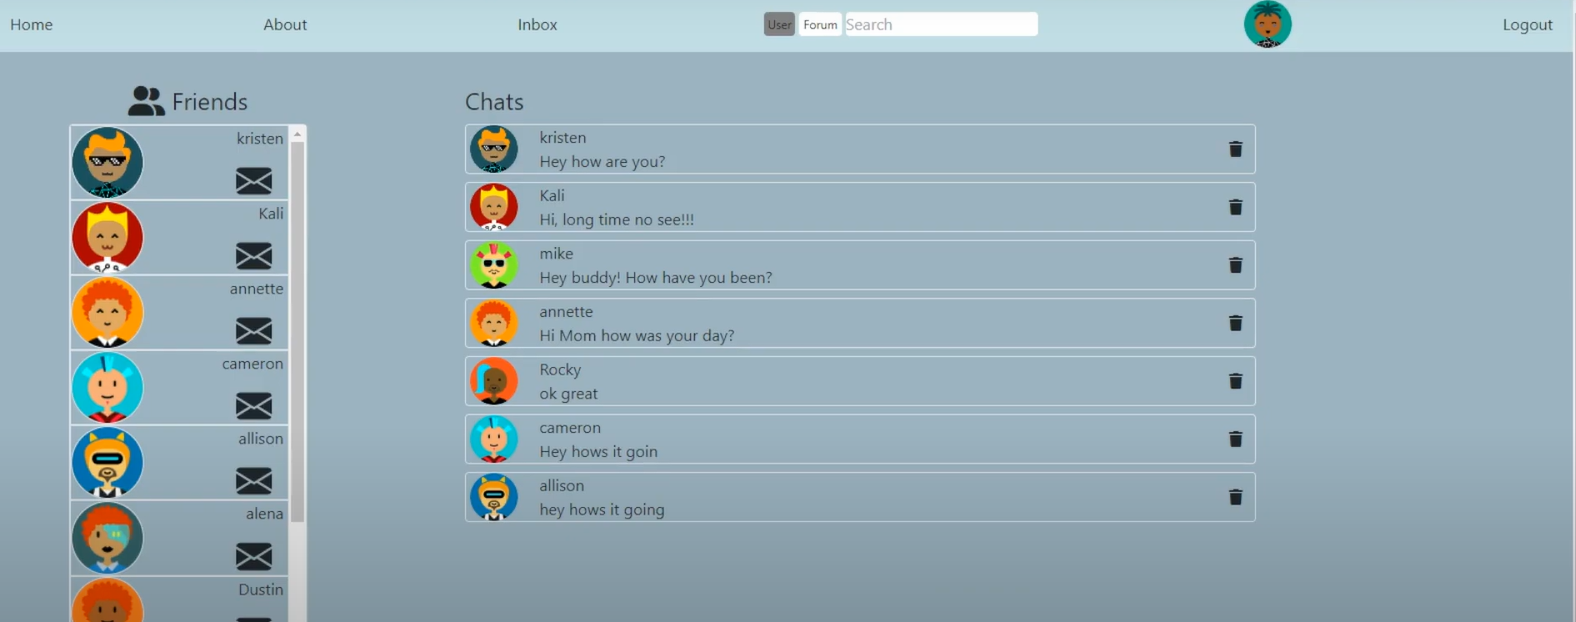 Home About Inbox User Forum Search Logout
Friends
kristen
Kali
annette
cameron
allison
alena
Dustin
Chats
kristen
Hey how are you?
Kali
Hi, long time no see!!!
mike
Hey buddy! How have you been?
annette
Hi Mom how was your day?
Rocky
ok great
cameron
Hey hows it goin
allison
hey hows it going